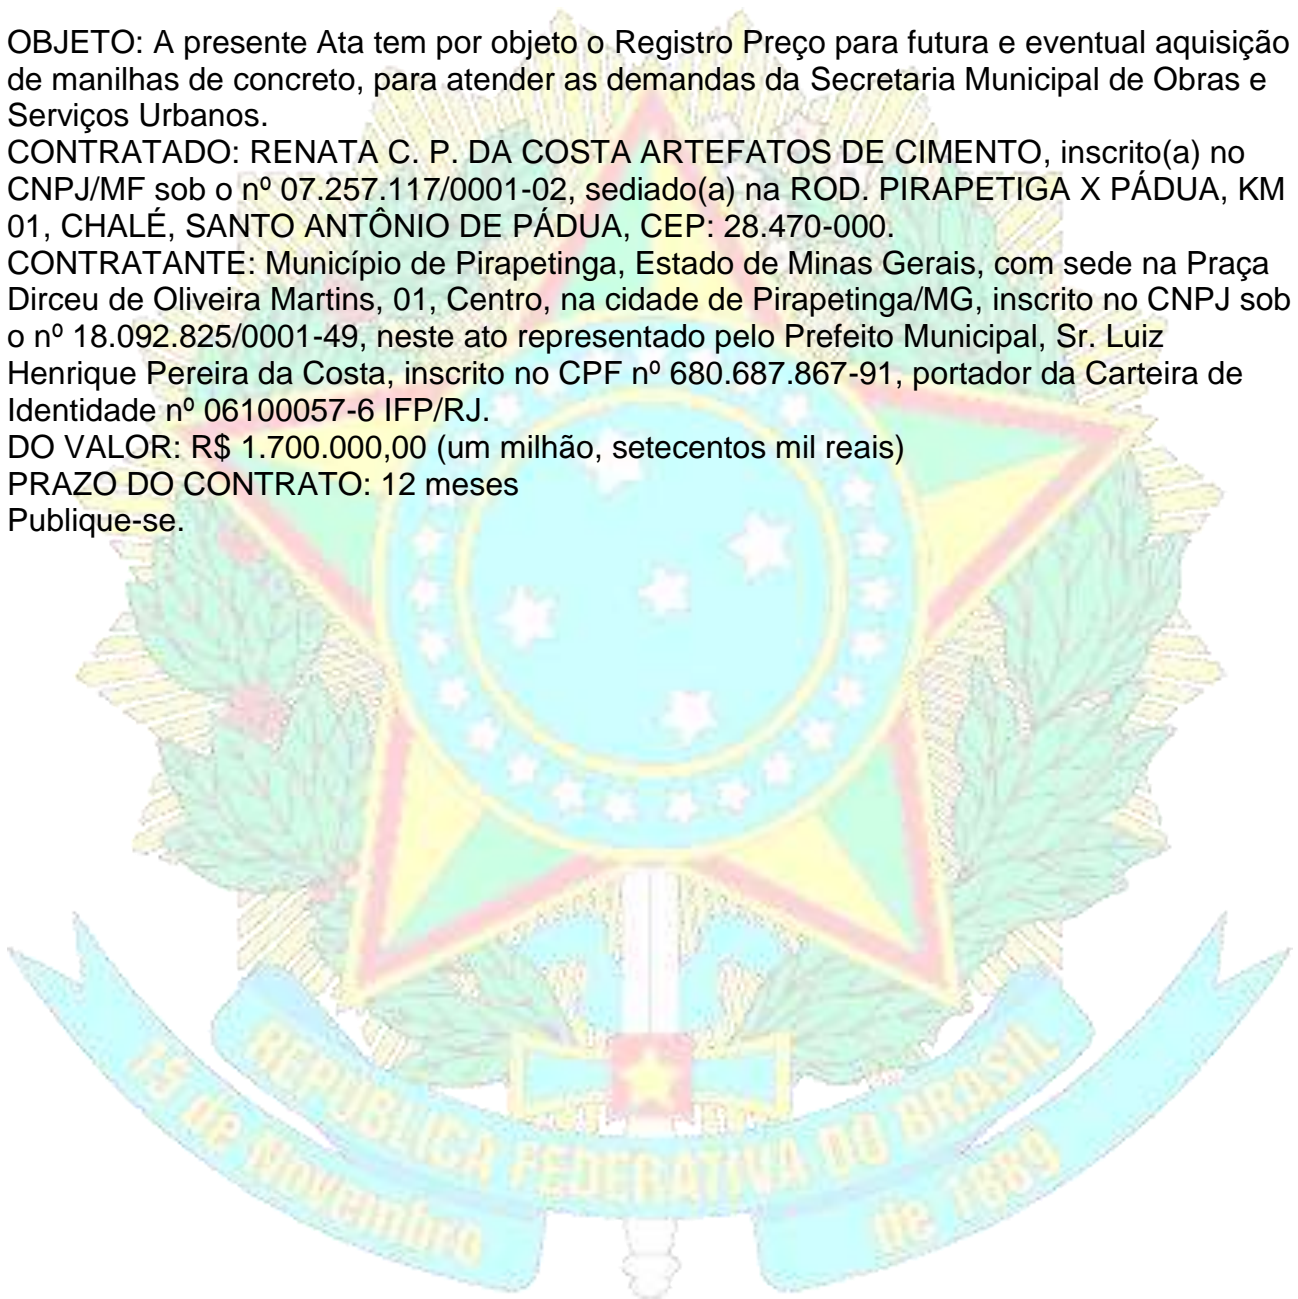 OBJETO: A presente Ata tem por objeto o Registro Preço para futura e eventual aquisição
de manilhas de concreto, para atender as demandas da Secretaria Municipal de Obras e
Serviços Urbanos.
CONTRATADO: RENATA C. P. DA COSTA ARTEFATOS DE CIMENTO, inscrito(a) no
CNPJ/MF sob o nº 07.257.117/0001-02, sediado(a) na ROD. PIRAPETIGA X PÁDUA, KM
01, CHALÉ, SANTO ANTÔNIO DE PÁDUA, CEP: 28.470-000.
CONTRATANTE: Município de Pirapetinga, Estado de Minas Gerais, com sede na Praça
Dirceu de Oliveira Martins, 01, Centro, na cidade de Pirapetinga/MG, inscrito no CNPJ sob
o nº 18.092.825/0001-49, neste ato representado pelo Prefeito Municipal, Sr. Luiz
Henrique Pereira da Costa, inscrito no CPF nº 680.687.867-91, portador da Carteira de
Identidade nº 06100057-6 IFP/RJ.
DO VALOR: R$ 1.700.000,00 (um milhão, setecentos mil reais)
PRAZO DO CONTRATO: 12 meses
Publique-se.
REPÚBLICA FEDERATIVA DO BRASIL
15 de Novembro de 1889